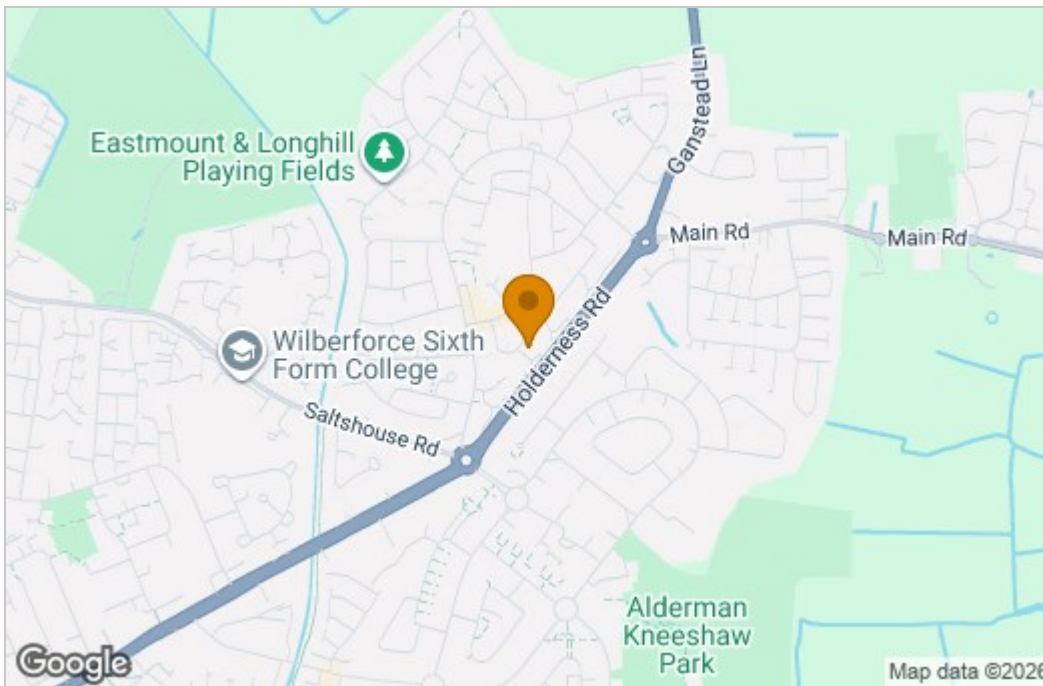 Ganstead Ln
Eastmount & Longhill
Playing Fields
Main Rd
Main Rd
Holderness Rd
Wilberforce Sixth
Form College
Saltshouse Rd
Alderman
Kneeshaw
Park
Google
Map data ©2026